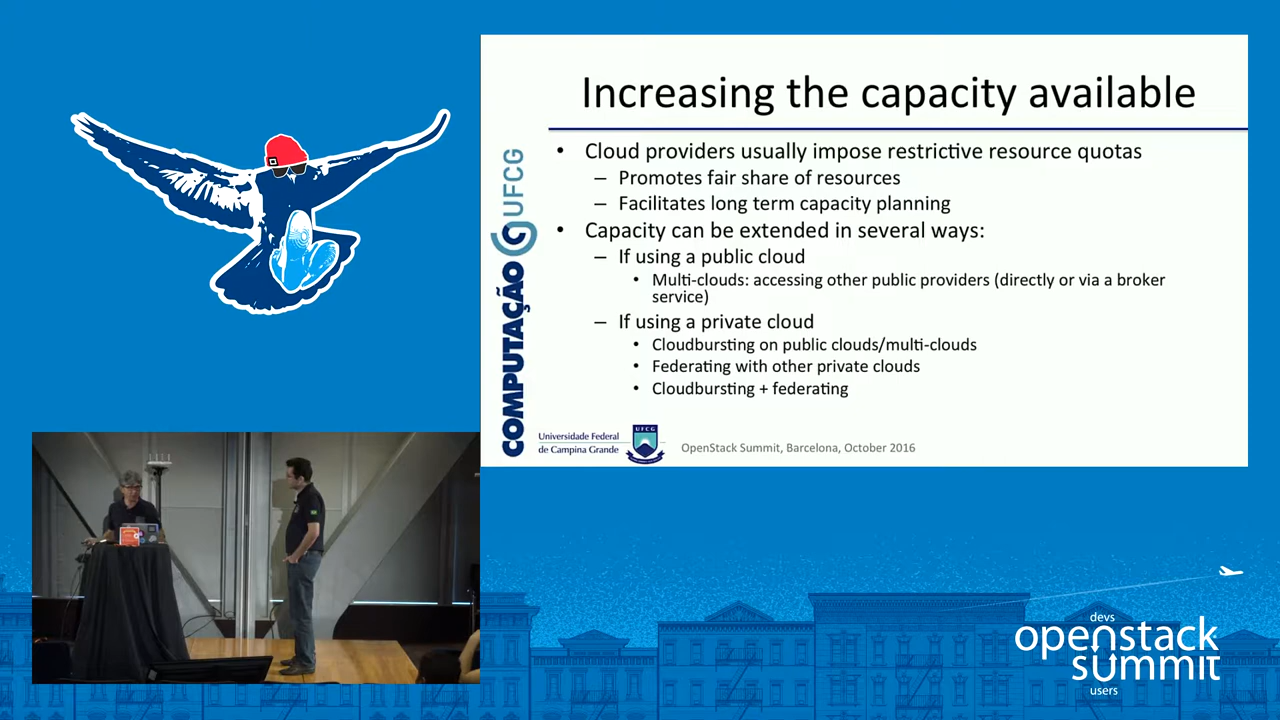 Increasing the capacity available
• Cloud providers usually impose restrictive resource quotas
– Promotes fair share of resources
– Facilitates long term capacity planning
• Capacity can be extended in several ways:
– If using a public cloud
• Multi-clouds: accessing other public providers (directly or via a broker
service)
– If using a private cloud
• Cloudbursting on public clouds/multi-clouds
• Federating with other private clouds
• Cloudbursting + federating
COMPUTAÇÃO UFCG
Universidade Federal
de Campina Grande
UFCG
OpenStack Summit, Barcelona, October 2016
devs
openstack
summit
users